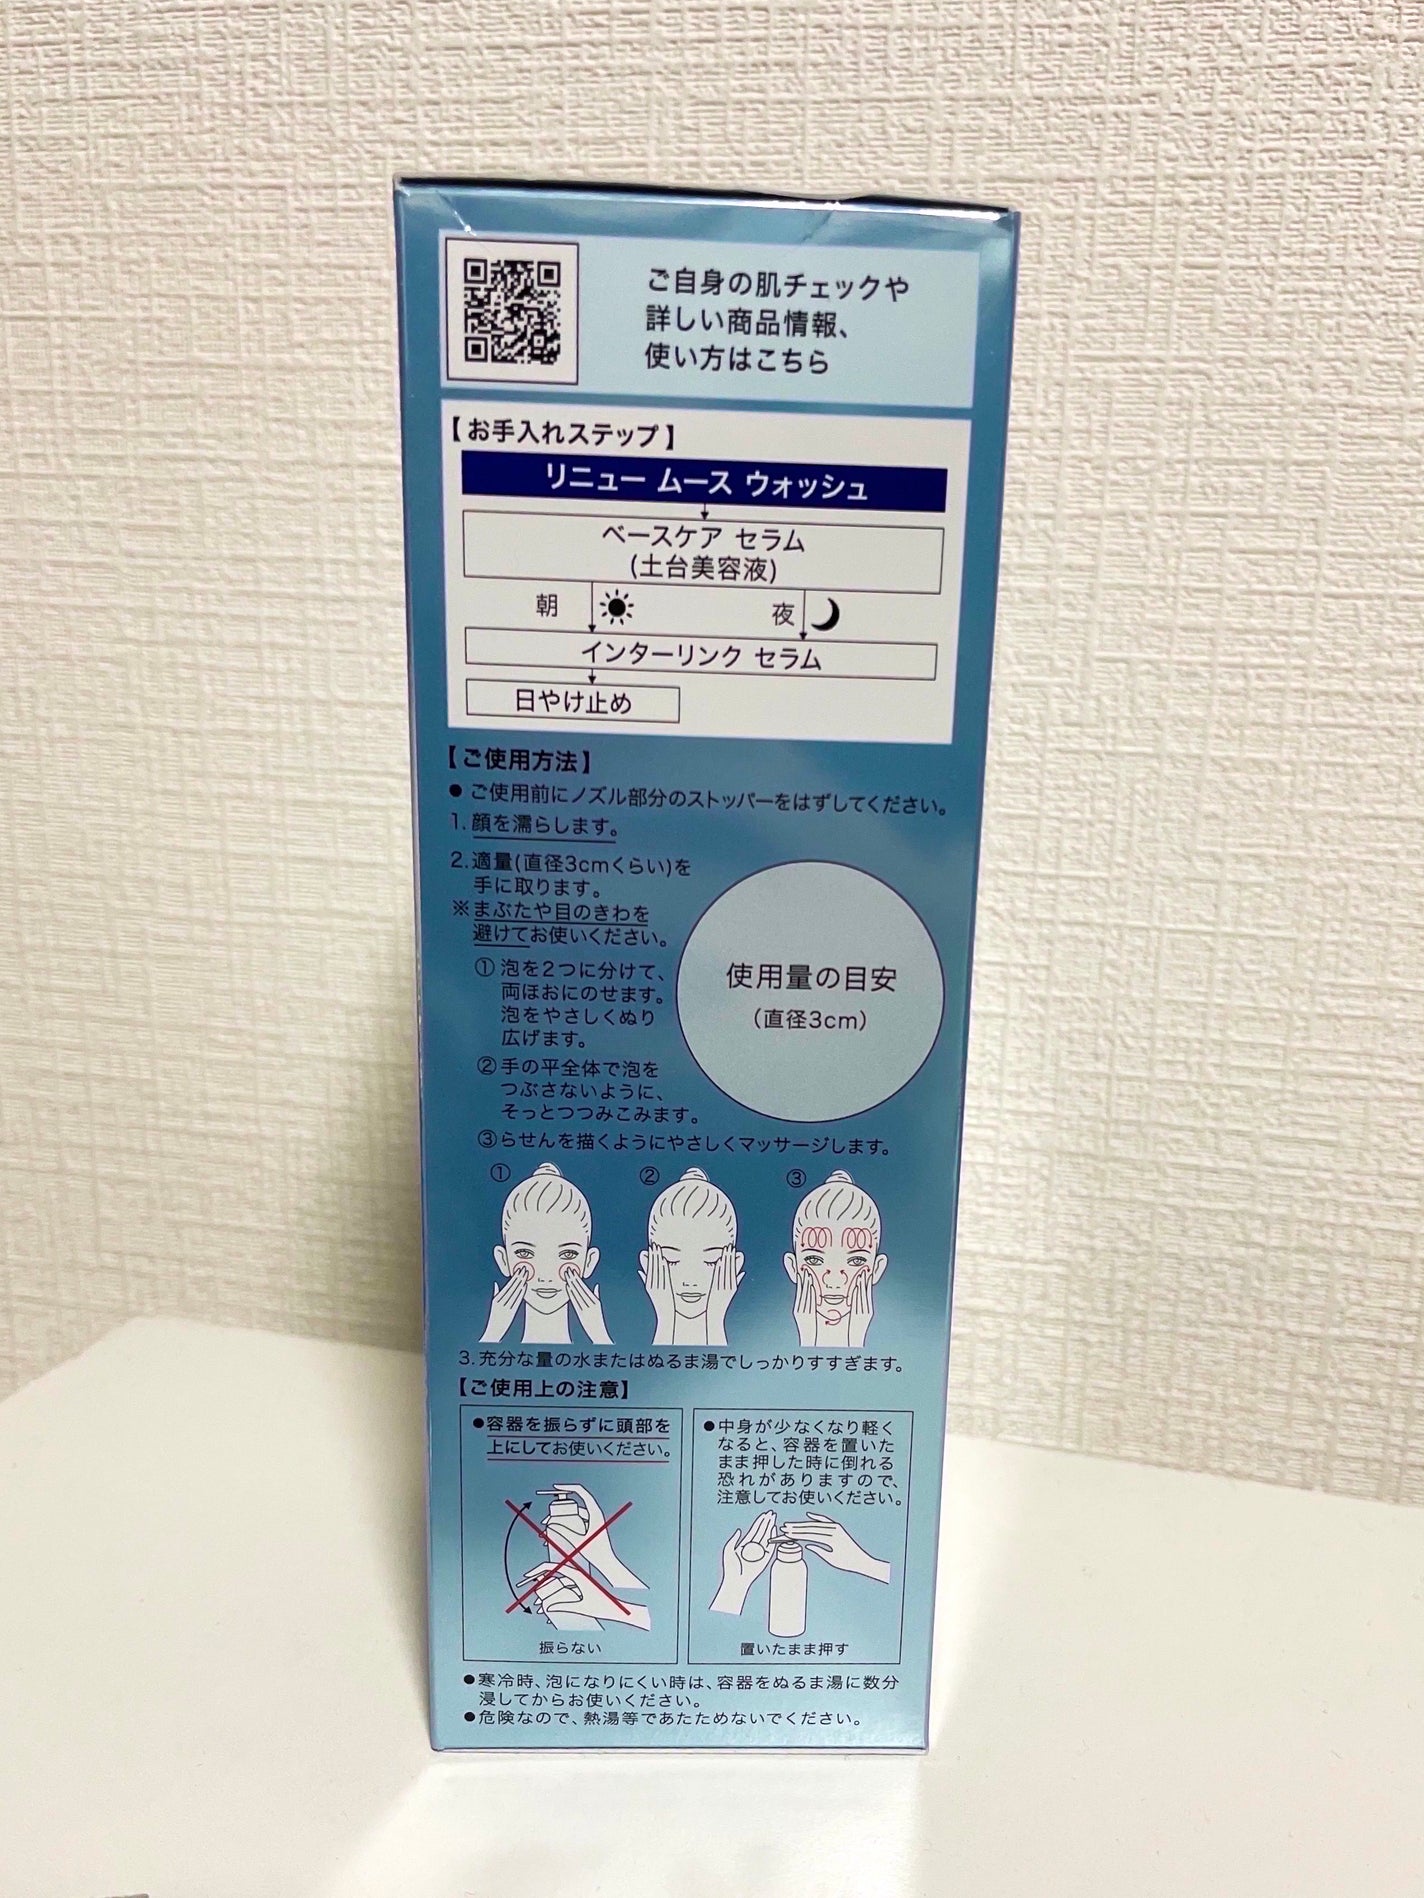 ご自身の肌チェックや
詳しい商品情報、
使い方はこちら
【お手入れステップ】
リニュー ムース ウォッシュ
ベースケア セラム
(土台美容液)
朝 夜
インターリンク セラム
日やけ止め
【ご使用方法】
● ご使用前にノズル部分のストッパーをはずしてください。
1. 顔を濡らします。
2. 適量(直径3cmくらい)を
手に取ります。
※まぶたや目のきわを
避けてお使いください。
① 泡を2つに分けて、
両ほおにのせます。
泡をやさしくぬり
広げます。
② 手の平全体で泡を
つぶさないように、
そっとつつみこみます。
③らせんを描くようにやさしくマッサージします。
使用量の目安
(直径3cm)
① ② ③
3. 充分な量の水またはぬるま湯でしっかりすすぎます。
【ご使用上の注意】
●容器を振らずに頭部を
上にしてお使いください。
振らない
●中身が少なくなり軽く
なると、容器を置いた
まま押した時に倒れる
恐れがありますので、
注意してお使いください。
置いたまま押す
●寒冷時、泡になりにくい時は、容器をぬるま湯に数分
浸してからお使いください。
●危険なので、熱湯等であたためないでください。